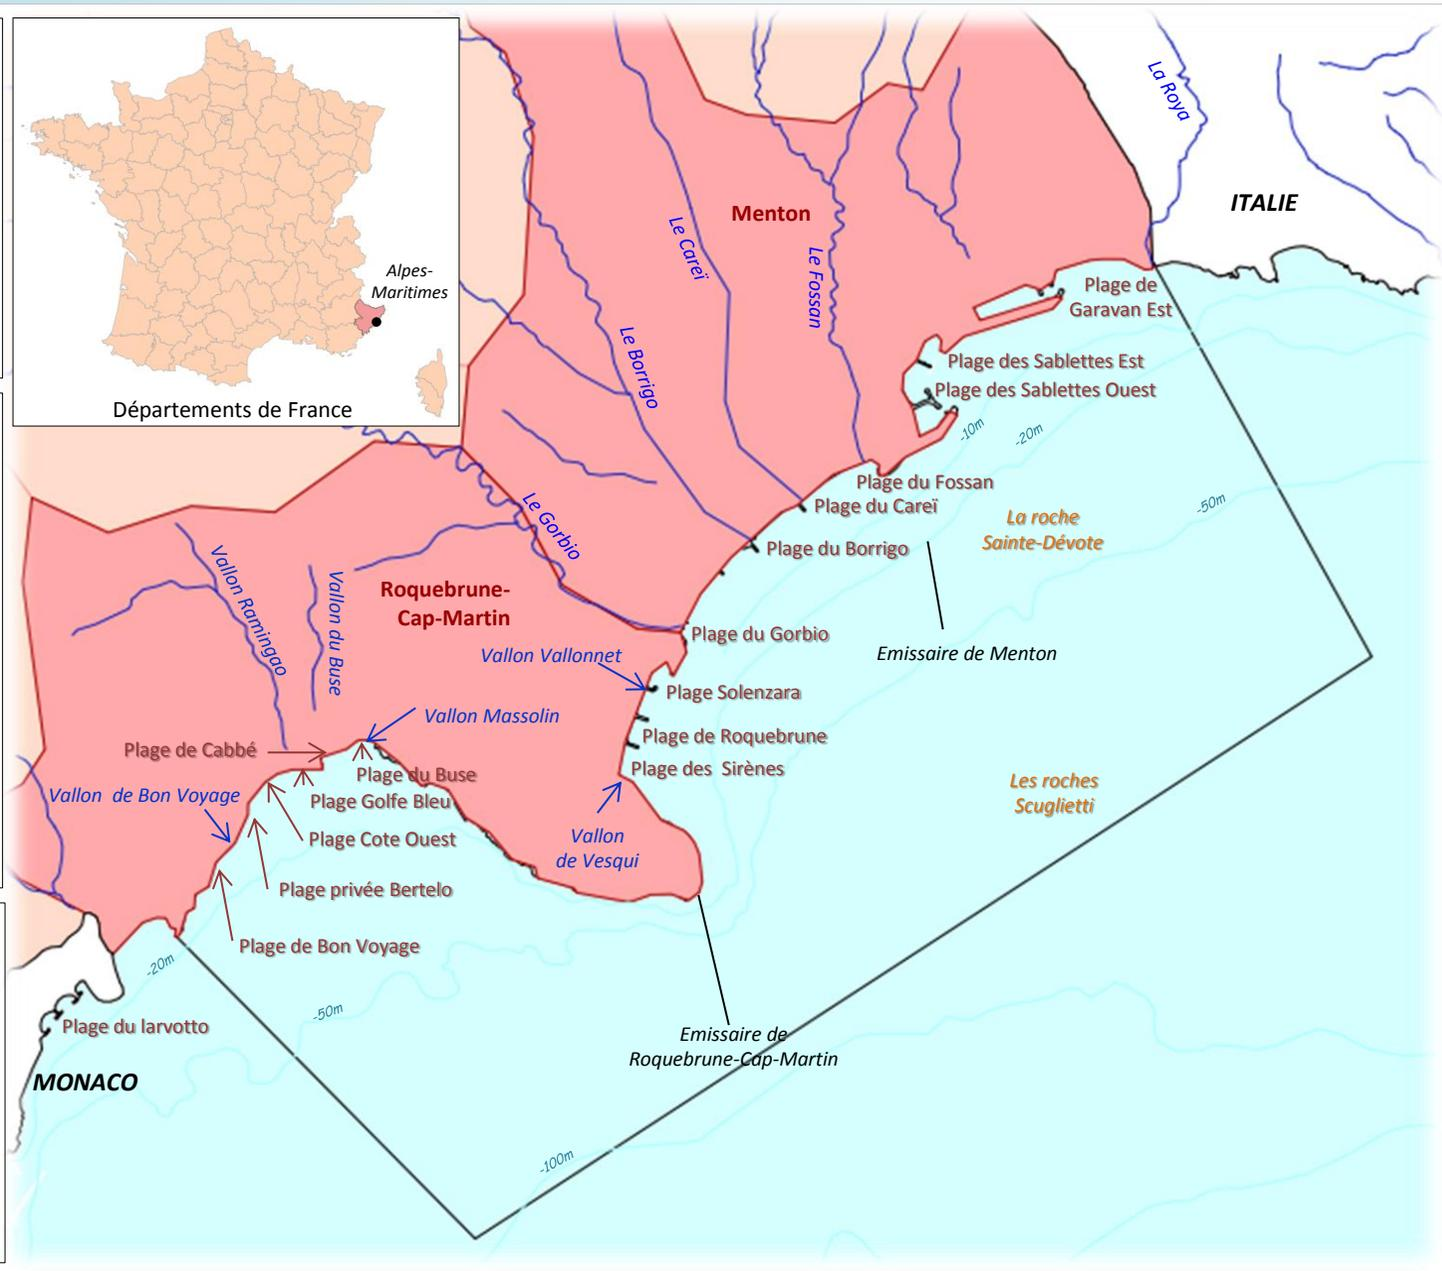 Alpes-
Maritimes
Départements de France
La Roya
ITALIE
Menton
Le Careï
Le Fossan
Le Borrigo
Plage de
Garavan Est
Plage des Sablettes Est
Plage des Sablettes Ouest
-10m
-20m
Plage du Fossan
Plage du Careï
-50m
La roche
Sainte-Dévote
Plage du Borrigo
Le Gorbio
Vallon Ramingao
Vallon du Buse
Roquebrune-
Cap-Martin
Plage du Gorbio
Emissaire de Menton
Vallon Vallonnet
Plage Solenzara
Vallon Massolin
Plage de Roquebrune
Plage de Cabbé
Plage des Sirènes
Plage du Buse
Vallon de Bon Voyage
Plage Golfe Bleu
Les roches
Scuglietti
Plage Cote Ouest
Vallon
de Vesqui
Plage privée Bertelo
Plage de Bon Voyage
-20m
-50m
Plage du larvotto
Emissaire de
Roquebrune-Cap-Martin
MONACO
-100m